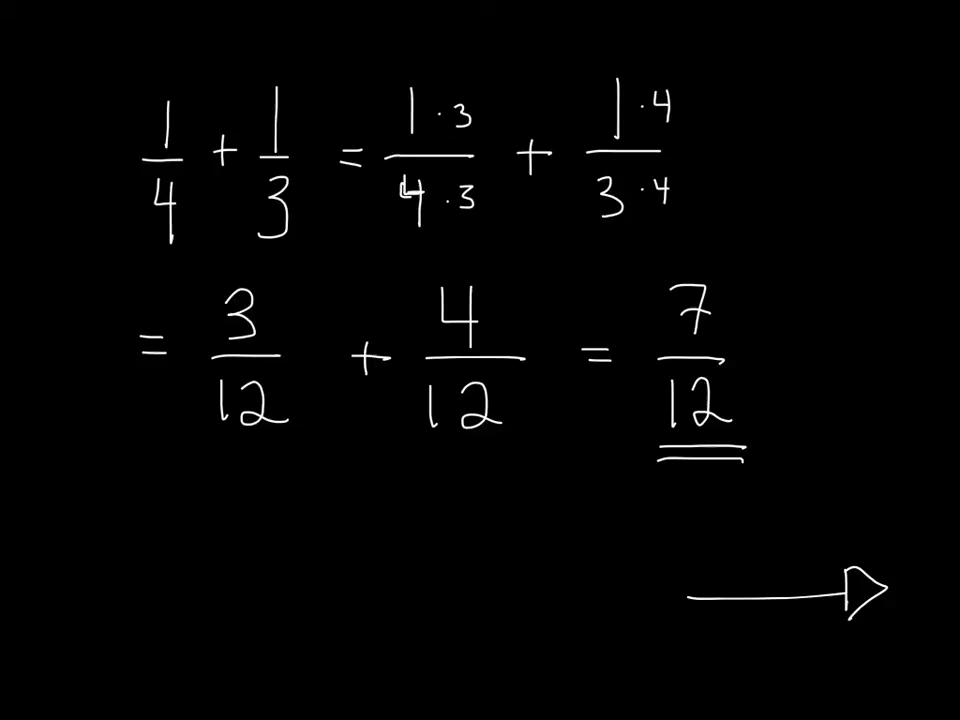 1/4 + 1/3 = 1·3/4·3 + 1·4/3·4
= 3/12 + 4/12 = 7/12